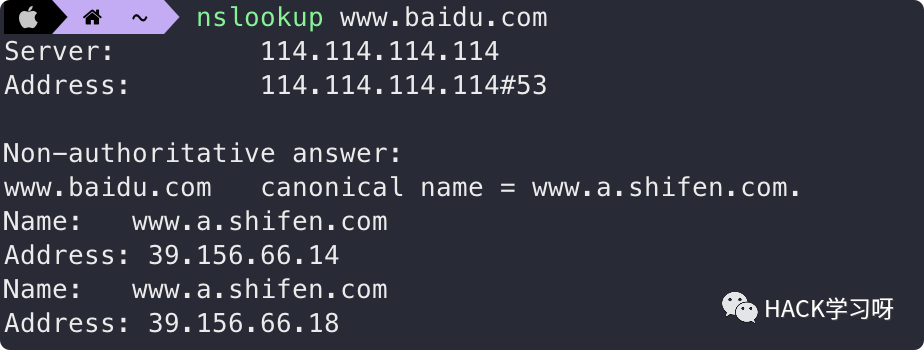 ~ nslookup www.baidu.com
Server: 114.114.114.114
Address: 114.114.114.114#53
Non-authoritative answer:
www.baidu.com canonical name = www.a.shifen.com.
Name: www.a.shifen.com
Address: 39.156.66.14
Name: www.a.shifen.com
Address: 39.156.66.18
HACK学习呀